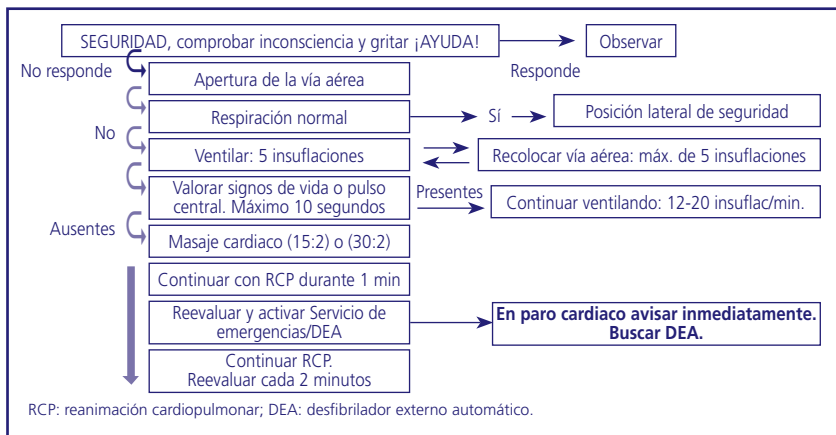 SEGURIDAD, comprobar inconsciencia y gritar ¡AYUDA!
Observar
No responde
Responde
Apertura de la vía aérea
Respiración normal
Sí
Posición lateral de seguridad
No
Ventilar: 5 insuflaciones
Recolocar vía aérea: máx. de 5 insuflaciones
Valorar signos de vida o pulso
central. Máximo 10 segundos
Presentes
Continuar ventilando: 12-20 insuflac/min.
Ausentes
Masaje cardiaco (15:2) o (30:2)
Continuar con RCP durante 1 min
Reevaluar y activar Servicio de
emergencias/DEA
En paro cardiaco avisar inmediatamente.
Buscar DEA.
Continuar RCP.
Reevaluar cada 2 minutos
RCP: reanimación cardiopulmonar; DEA: desfibrilador externo automático.